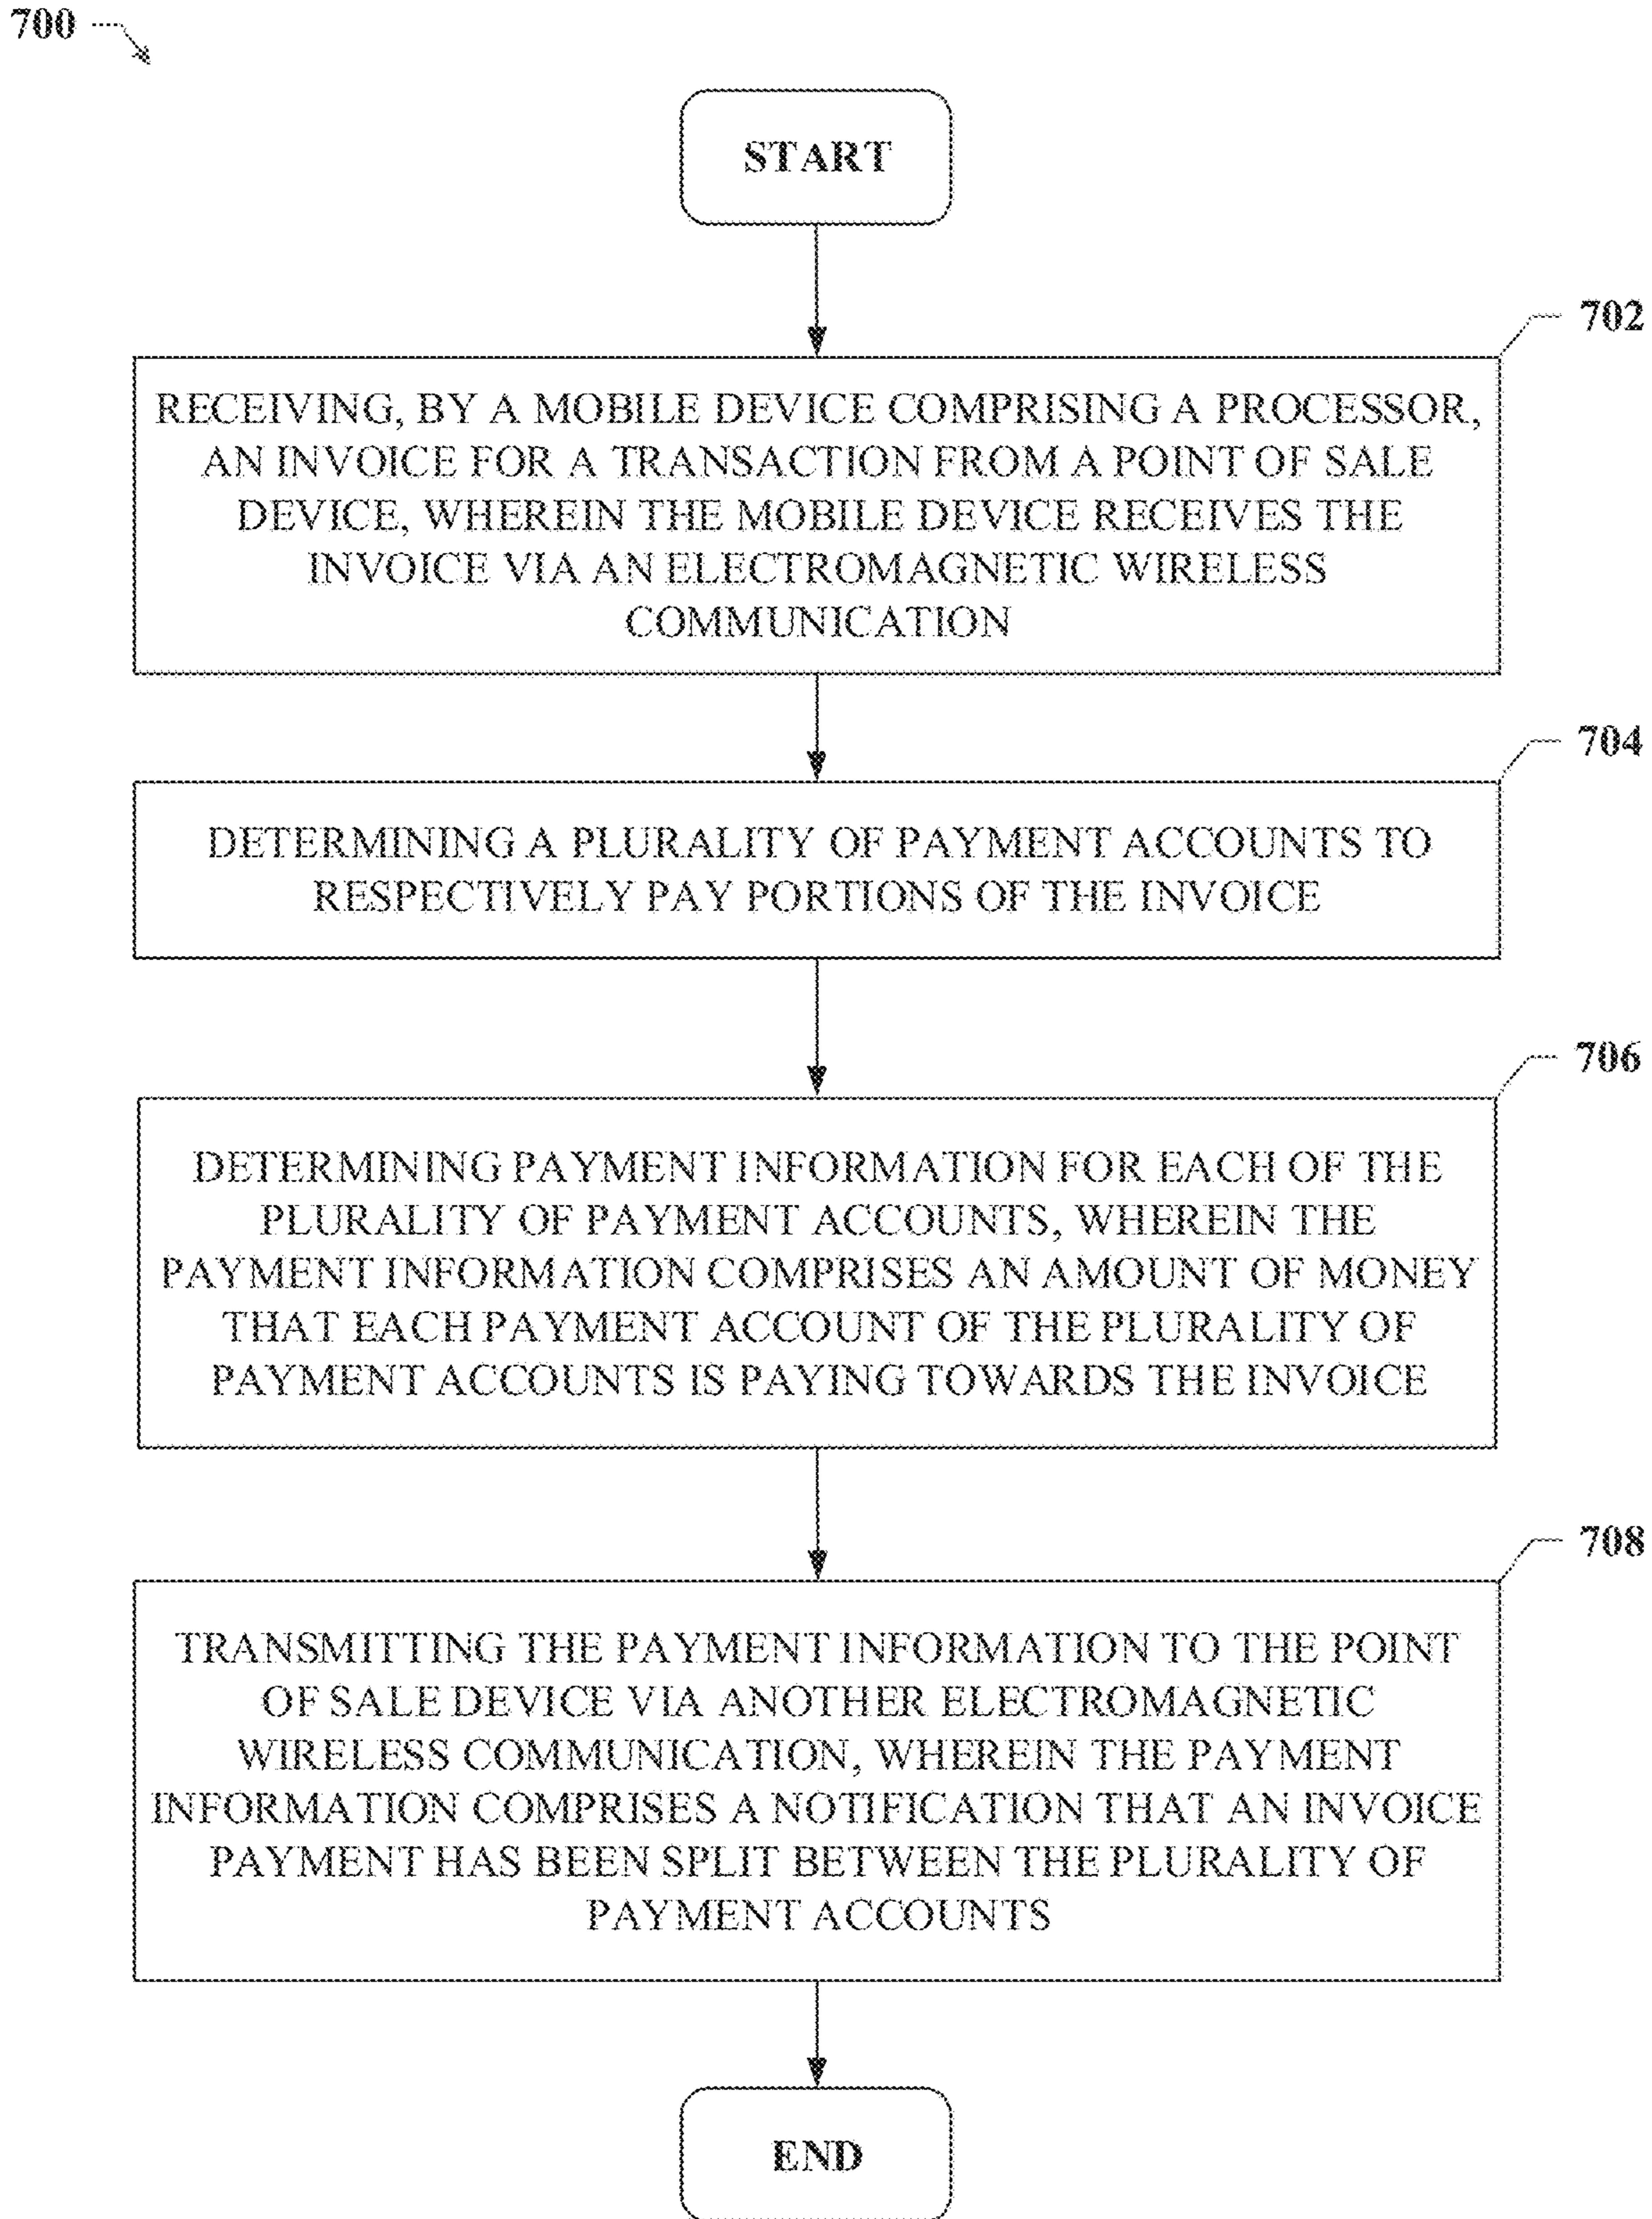 700
START
702
RECEIVING, BY A MOBILE DEVICE COMPRISING A PROCESSOR,
AN INVOICE FOR A TRANSACTION FROM A POINT OF SALE
DEVICE, WHEREIN THE MOBILE DEVICE RECEIVES THE
INVOICE VIA AN ELECTROMAGNETIC WIRELESS
COMMUNICATION
704
DETERMINING A PLURALITY OF PAYMENT ACCOUNTS TO
RESPECTIVELY PAY PORTIONS OF THE INVOICE
706
DETERMINING PAYMENT INFORMATION FOR EACH OF THE
PLURALITY OF PAYMENT ACCOUNTS, WHEREIN THE
PAYMENT INFORMATION COMPRISES AN AMOUNT OF MONEY
THAT EACH PAYMENT ACCOUNT OF THE PLURALITY OF
PAYMENT ACCOUNTS IS PAYING TOWARDS THE INVOICE
708
TRANSMITTING THE PAYMENT INFORMATION TO THE POINT
OF SALE DEVICE VIA ANOTHER ELECTROMAGNETIC
WIRELESS COMMUNICATION, WHEREIN THE PAYMENT
INFORMATION COMPRISES A NOTIFICATION THAT AN INVOICE
PAYMENT HAS BEEN SPLIT BETWEEN THE PLURALITY OF
PAYMENT ACCOUNTS
END